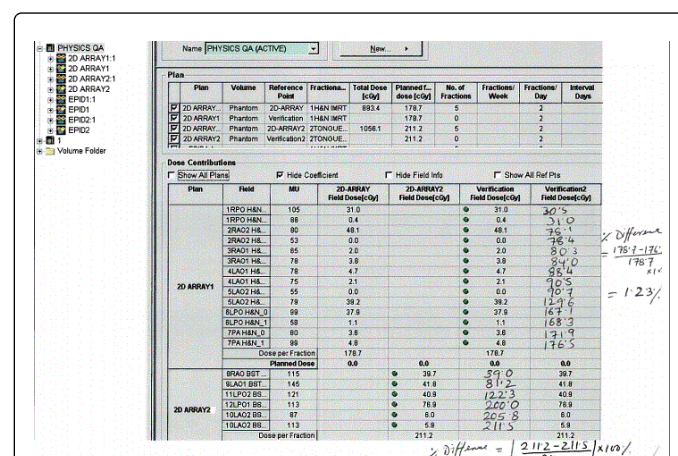 PHYSICS QA
2D ARRAY1:1
2D ARRAY1
2D ARRAY2:1
2D ARRAY2
EPID1:1
EPID1
EPID2:1
EPID2
1
Volume Folder
Name PHYSICS QA (ACTIVE) New...
Plan
Plan Volume Reference Point Fractiona... Total Dose [cGy] Planned f... dose [cGy] No. of Fractions Fractions/ Week Fractions/ Day Interval Days
2D ARRAY... Phantom 2D-ARRAY 1H&N IMRT 893.4 178.7 5 2
2D ARRAY1 Phantom Verification 1H&N IMRT 178.7 0 2
2D ARRAY... Phantom 2D-ARRAY2 2TONGUE... 1056.1 211.2 5 2
2D ARRAY2 Phantom Verification2 2TONGUE... 211.2 0 2
Dose Contributions
Show All Plans Hide Coefficient Hide Field Info Show All Ref Pts
Plan Field MU 2D-ARRAY Field Dose[cGy] 2D-ARRAY2 Field Dose[cGy] Verification Field Dose[cGy] Verification2 Field Dose[cGy]
2D ARRAY1
1RPO H&N... 105 31.0 31.0 30.5
1RPO H&N... 86 0.4 0.4 31.0
2RAO2 H&... 80 48.1 48.1 78.1
2RAO2 H&... 53 0.0 0.0 78.4
3RAO1 H&... 65 2.0 2.0 80.3
3RAO1 H&... 78 3.8 3.8 84.0
4LAO1 H&... 78 4.7 4.7 88.4
4LAO1 H&... 75 2.1 2.1 90.5
5LAO2 H&... 55 0.0 0.0 90.7
5LAO2 H&... 78 39.2 39.2 129.6
6LPO H&N_0 99 37.9 37.9 167.1
6LPO H&N_1 58 1.1 1.1 168.3
7PA H&N_0 80 3.6 3.6 171.9
7PA H&N_1 99 4.8 4.8 176.5
% Difference
= 178.7-176.
178.7
= 1.23%
Dose per Fraction 178.7 178.7
Planned Dose 0.0 0.0 0.0 0.0
2D ARRAY2
8RAO BST ... 115 39.7 39.0 39.7
9LAO1 BST... 145 41.8 81.2 41.8
11LPO2 BS... 121 40.9 122.3 40.9
12LPO1 BS... 113 76.9 200.0 76.9
10LAO2 BS... 87 6.0 205.8 6.0
10LAO2 BS... 113 5.9 211.5 5.9
Dose per Fraction 211.2 211.2
% Difference = | 211.2-211.5 | x100%